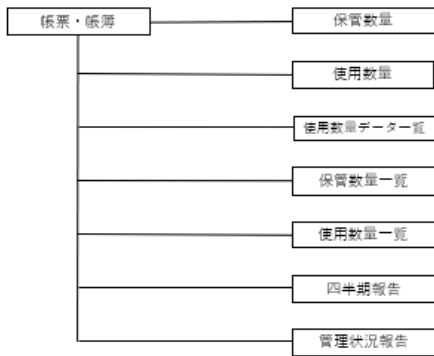 帳票・帳簿
保管数量
使用数量
使用数量データ一覧
保管数量一覧
使用数量一覧
四半期報告
管理状況報告